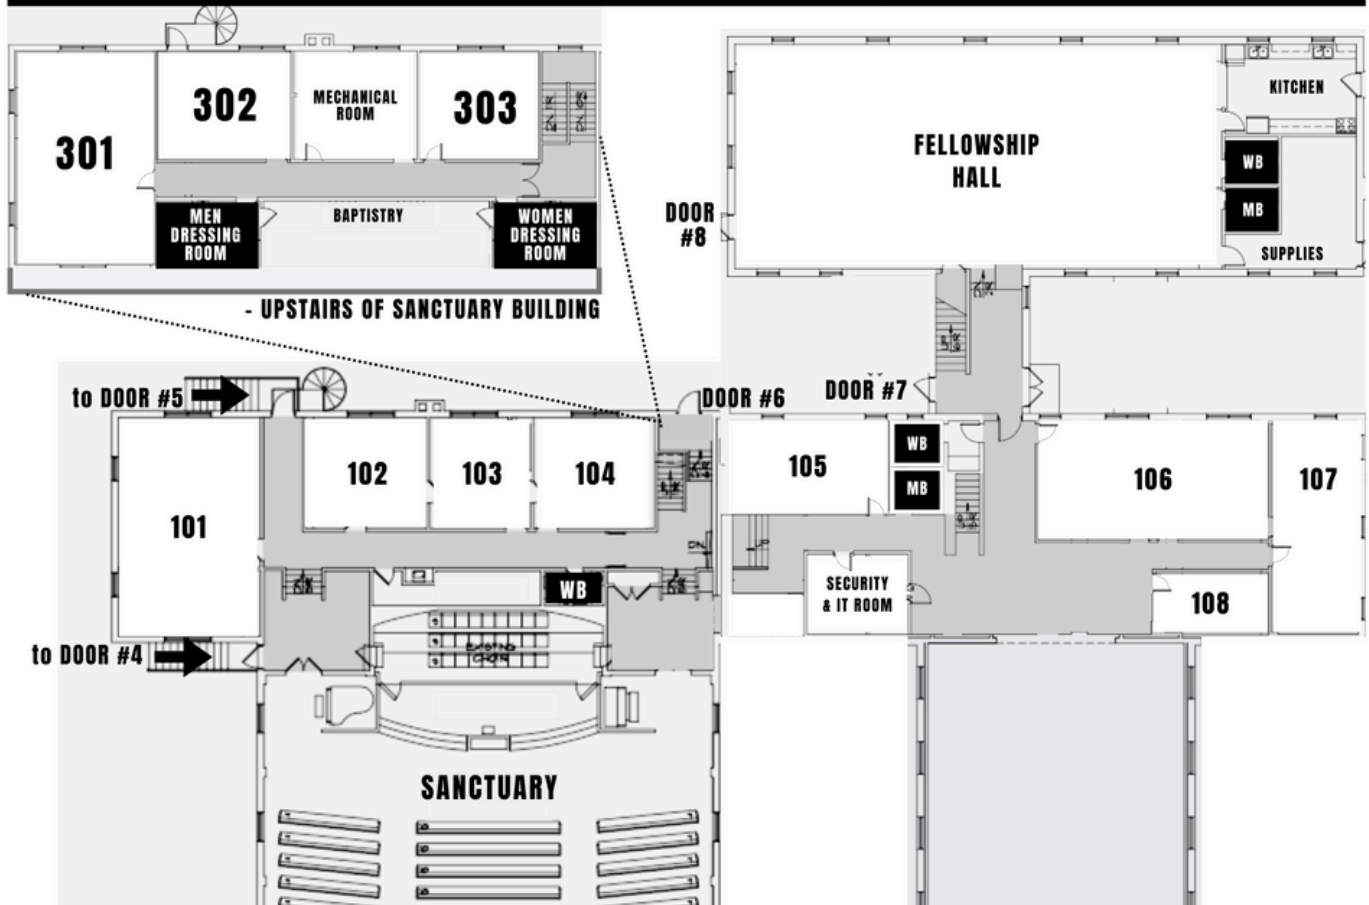 301
302
MECHANICAL
ROOM
303
MEN
DRESSING
ROOM
BAPTISTRY
WOMEN
DRESSING
ROOM
- UPSTAIRS OF SANCTUARY BUILDING
FELLOWSHIP
HALL
KITCHEN
WB
MB
SUPPLIES
DOOR
#8
to DOOR #5
DOOR #6
DOOR #7
101
102
103
104
105
WB
MB
106
107
SECURITY
& IT ROOM
108
WB
EXISTING
CHOIR
to DOOR #4
SANCTUARY